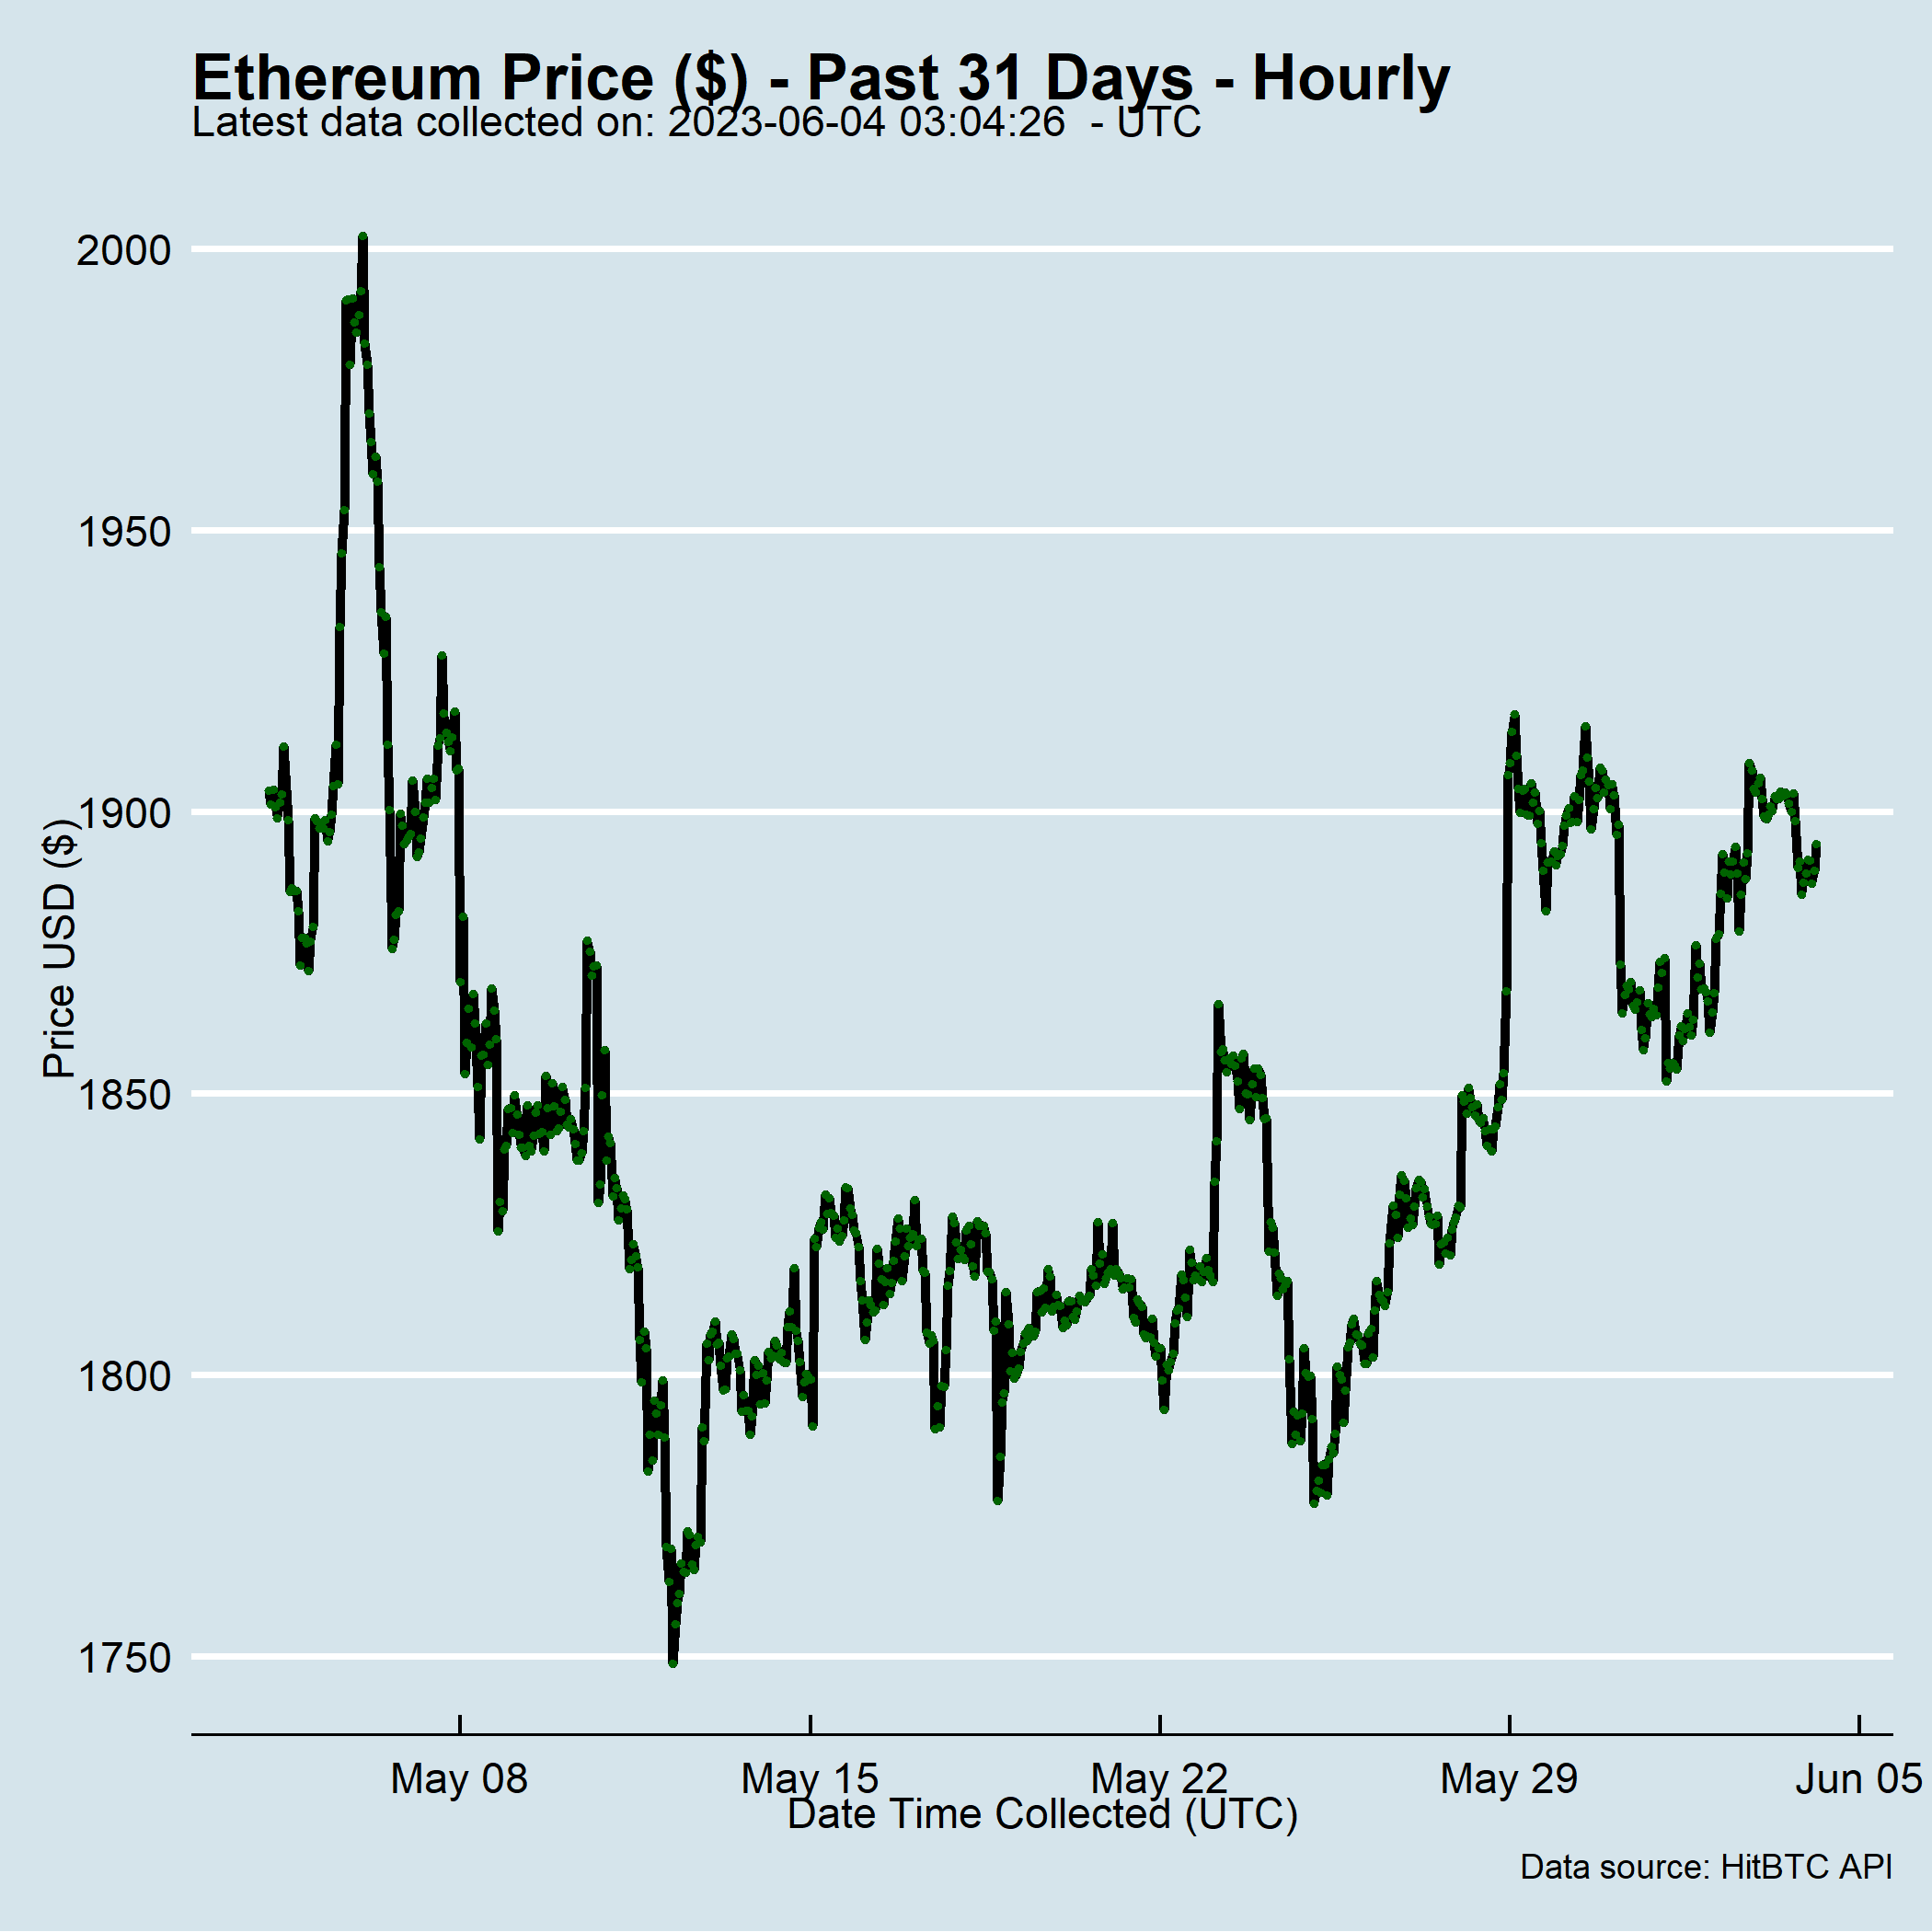 Ethereum Price ($) - Past 31 Days - Hourly
Latest data collected on: 2023-06-04 03:04:26  - UTC
2000
1950
1900
1850
1800
1750
Price USD ($)
May 08
May 15
May 22
May 29
Jun 05
Date Time Collected (UTC)
Data source: HitBTC API